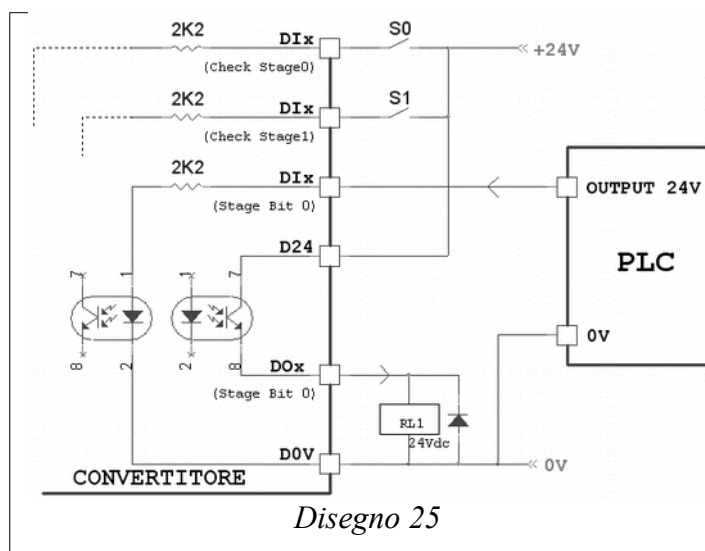 2K2 DIx S0
(Check Stage0)
+24V
2K2 DIx S1
(Check Stage1)
2K2 DIx
(Stage Bit 0)
OUTPUT 24V
PLC
D24
7 1 1 7
8 2 2 8
0V
DOx
(Stage Bit 0)
RL1
24Vdc
D0V
0V
CONVERTITORE
Disegno 25